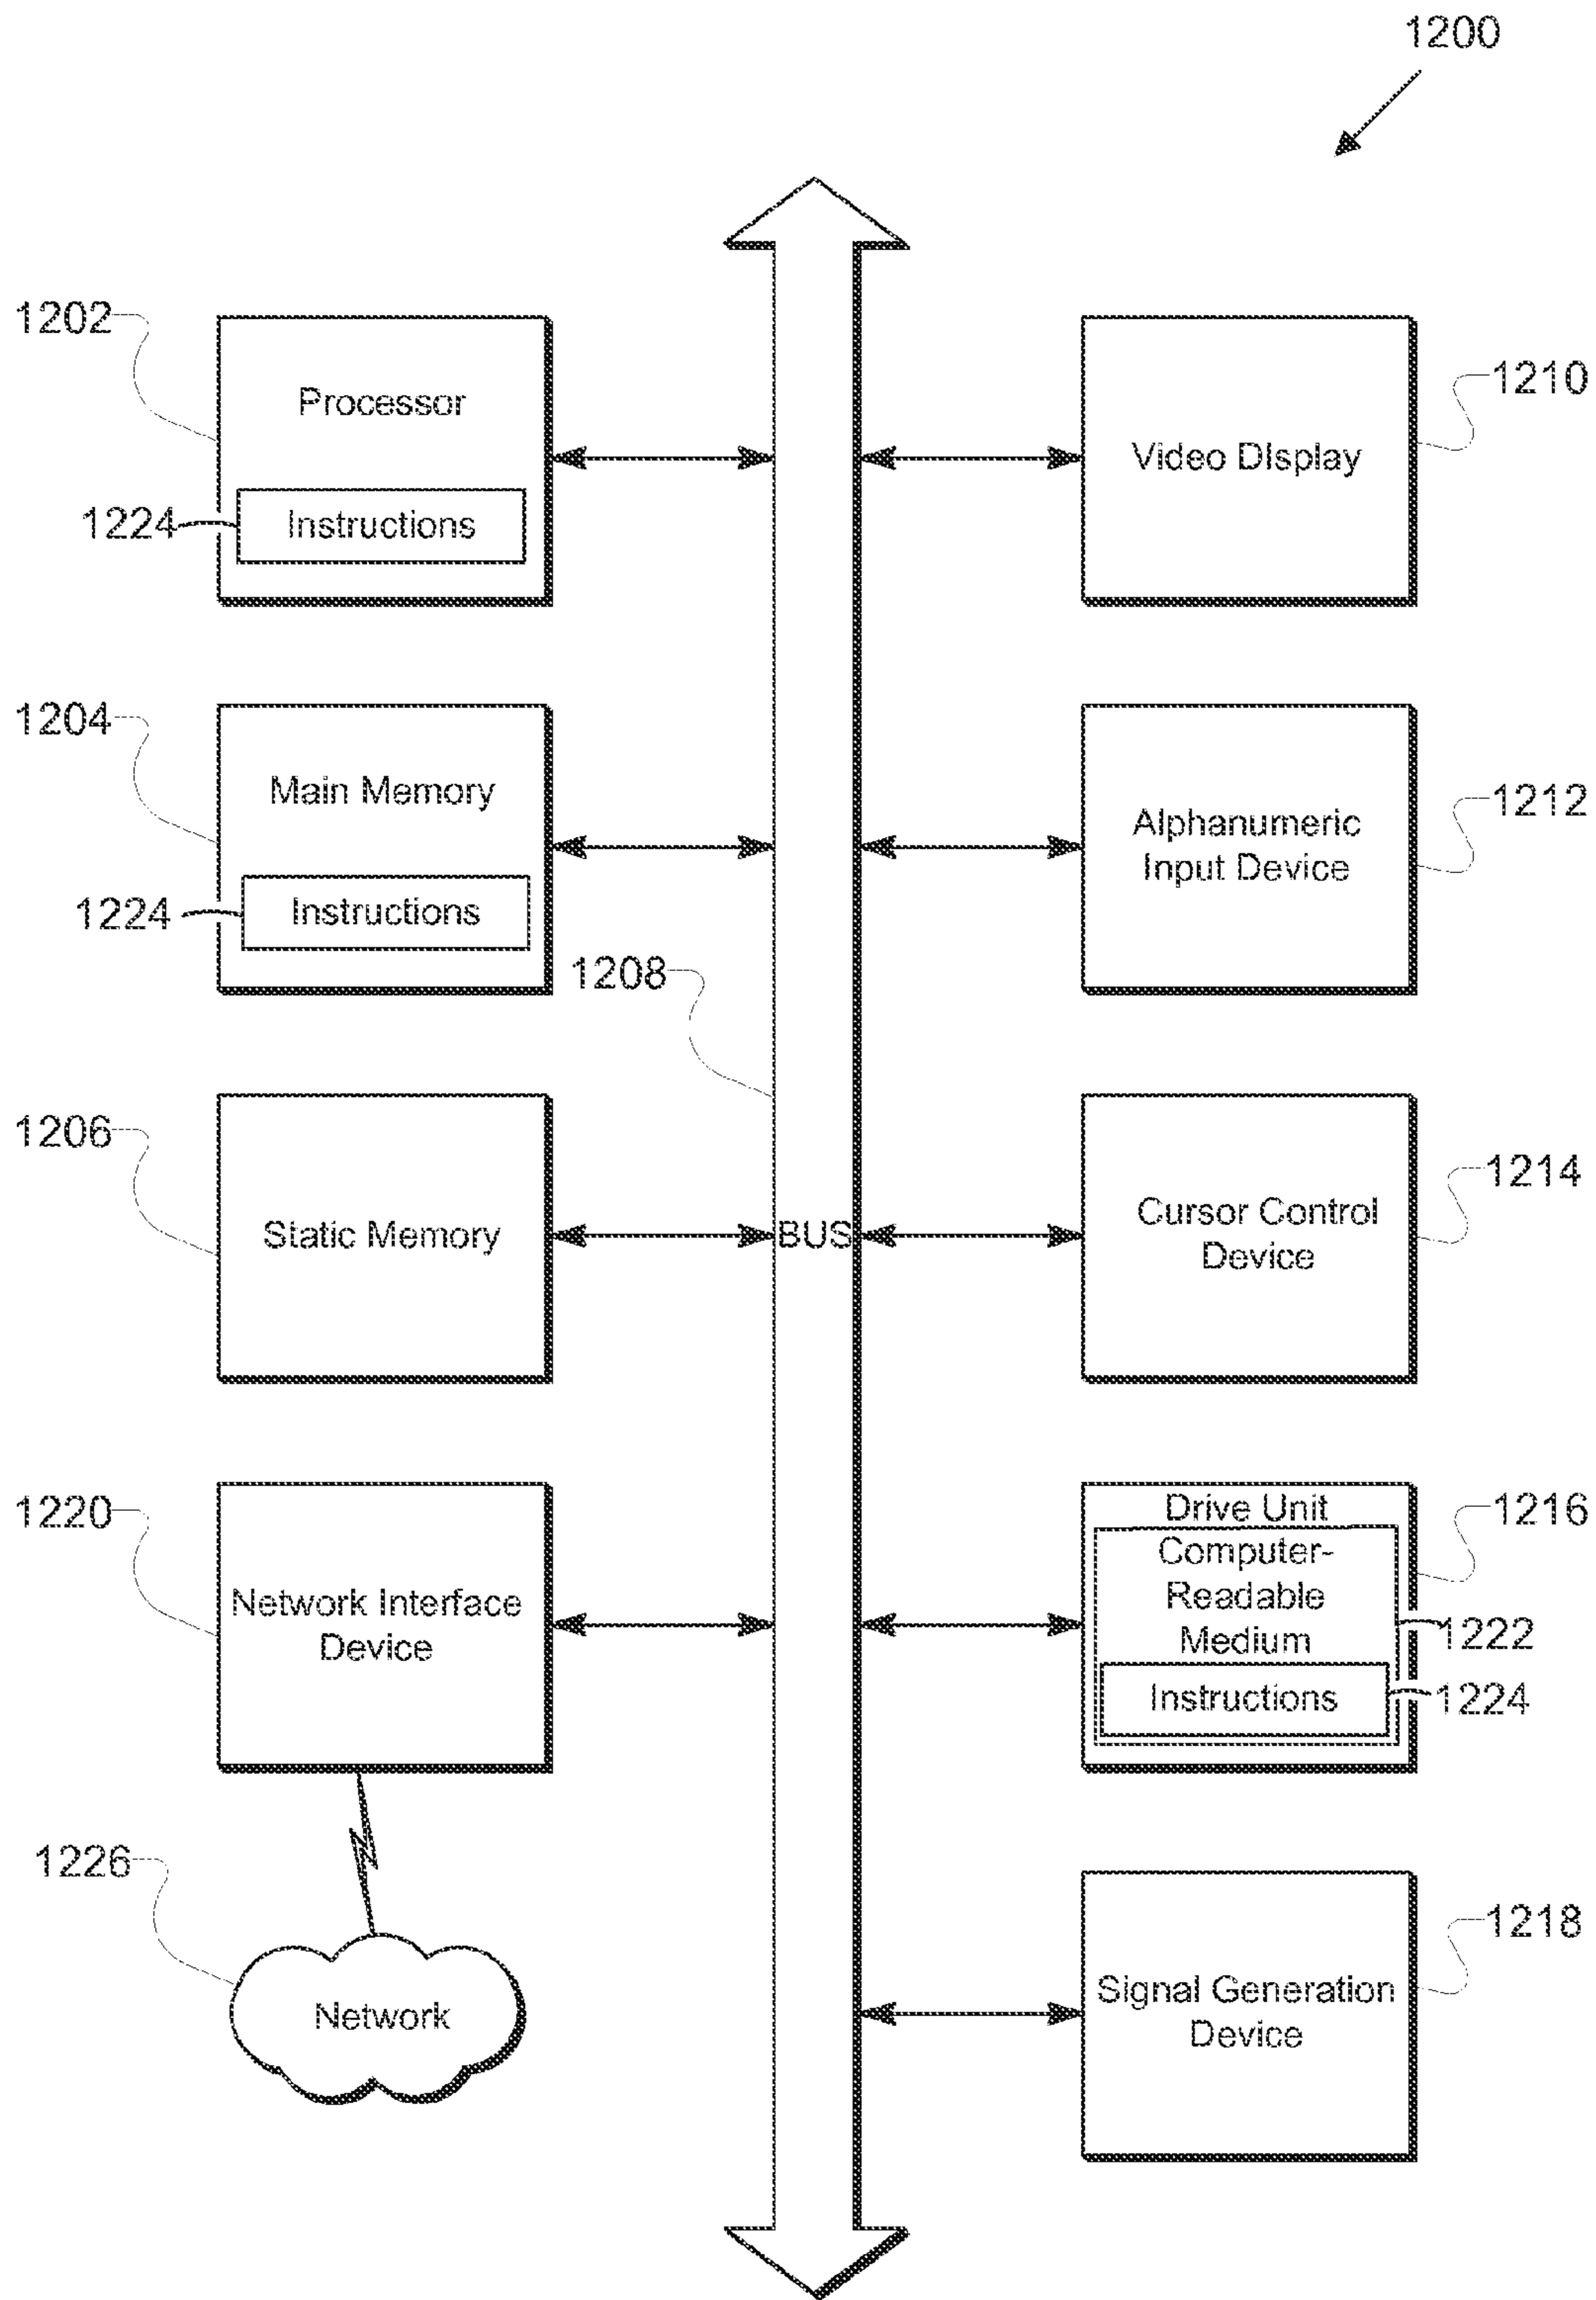 1200
1202
Processor
1224
Instructions
1210
Video DIsplay
1204
Main Memory
1224
Instructions
1212
Alphanumeric
Input Device
1208
1206
Static Memory
BUS
1214
Cursor Control
Device
1220
Network Interface
Device
Drive Unit
1216
Computer-
Readable
Medium
1222
Instructions
1224
1226
Network
1218
Signal Generation
Device